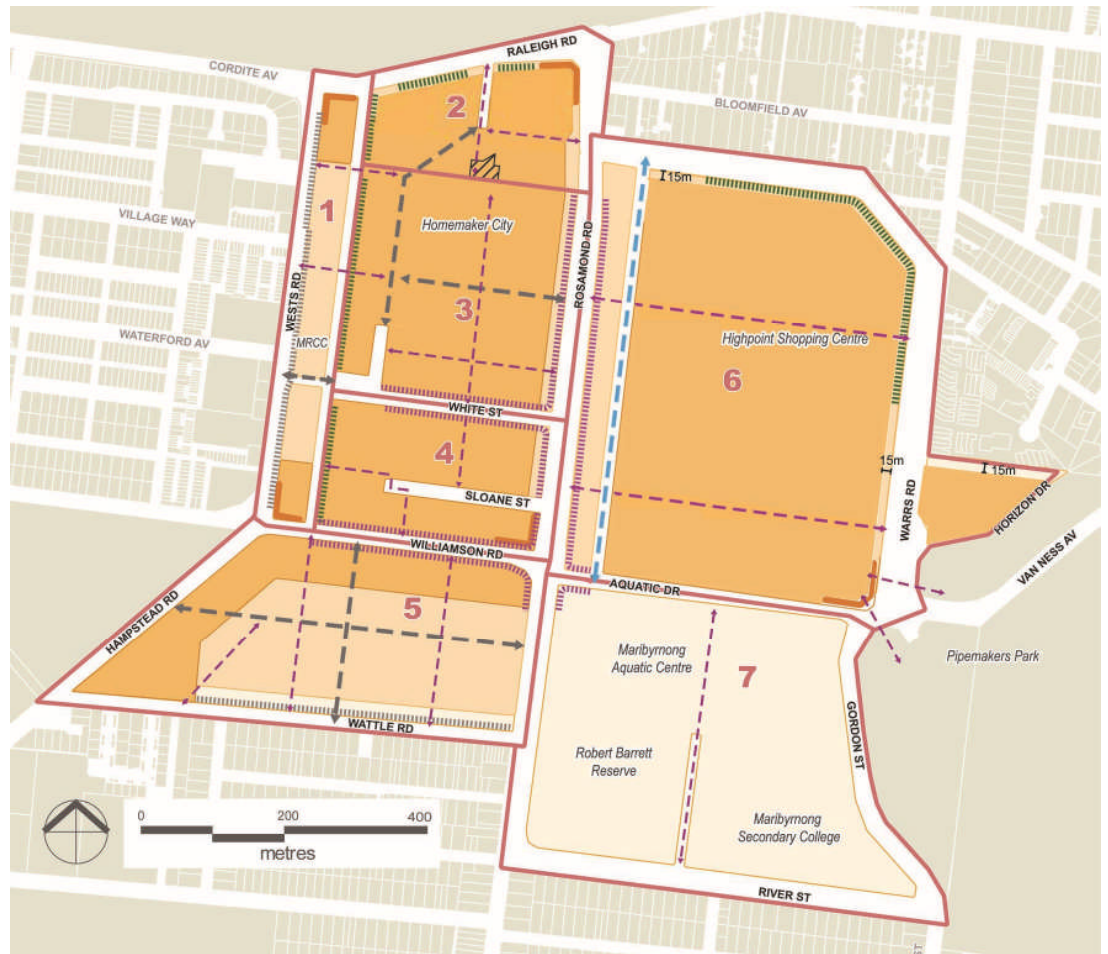 RALEIGH RD
CORDITE AV
2
BLOOMFIELD AV
15m
1
VILLAGE WAY
Homemaker City
ROSAMOND RD
WESTS RD
3
WATERFORD AV
MRCC
Highpoint Shopping Centre
6
WHITE ST
4
15m
15m
SLOANE ST
WARRS RD
HORIZON DR
WILLIAMSON RD
VAN NESS AV
AQUATIC DR
5
HAMPSTEAD RD
Maribyrnong
Aquatic Centre
7
Pipemakers Park
WATTLE RD
GORDON ST
Robert Barrett
Reserve
0
200
400
metres
Maribyrnong
Secondary College
RIVER ST
ST